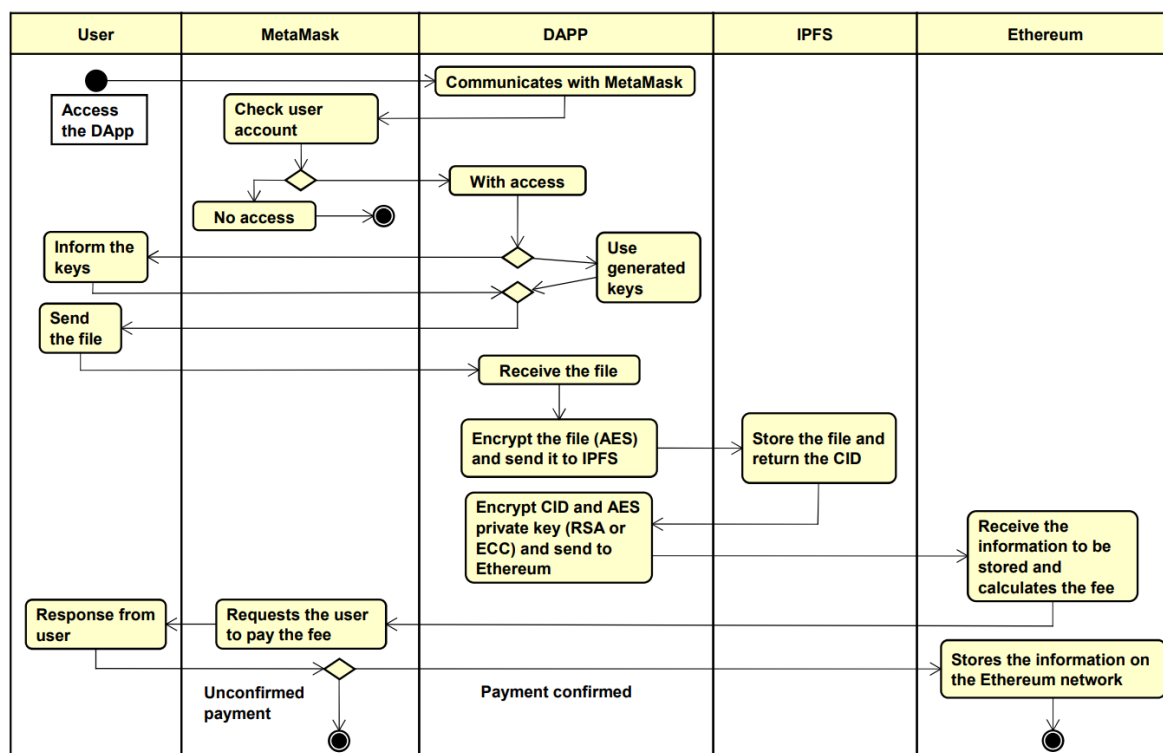 User
MetaMask
DAPP
IPFS
Ethereum
Access
the DApp
Communicates with MetaMask
Check user
account
With access
No access
Inform the
keys
Use
generated
keys
Send
the file
Receive the file
Encrypt the file (AES)
and send it to IPFS
Store the file and
return the CID
Encrypt CID and AES
private key (RSA or
ECC) and send to
Ethereum
Receive the
information to be
stored and
calculates the fee
Response from
user
Requests the user
to pay the fee
Stores the information on
the Ethereum network
Unconfirmed
payment
Payment confirmed